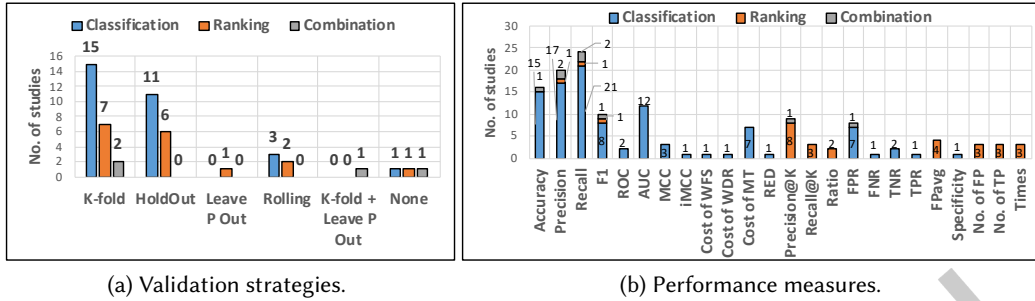 Classification Ranking Combination
No. of studies
16
14
12
10
8
6
4
2
0
15 7 2
11 6 0
0 1 0
3 2 0
0 0 1
1 1 1
K-fold HoldOut Leave P Out Rolling K-fold + Leave P Out None
(a) Validation strategies.
Classification Ranking Combination
No. of studies
30
25
20
15
10
5
0
15 1
17 2 1
2 1 21
1 1 8
2
12
3
1
1
1
7
1
1 8
3
2
1 7
1
2
1
4
1
3
3
3
Accuracy
Precision
Recall
F1
ROC
AUC
MCC
iMCC
Cost of WFS
Cost of WDR
Cost of MT
RED
Precision@K
Recall@K
Ratio
FPR
FNR
TNR
TPR
FPavg
Specificity
No. of FP
No. of TP
Times
(b) Performance measures.